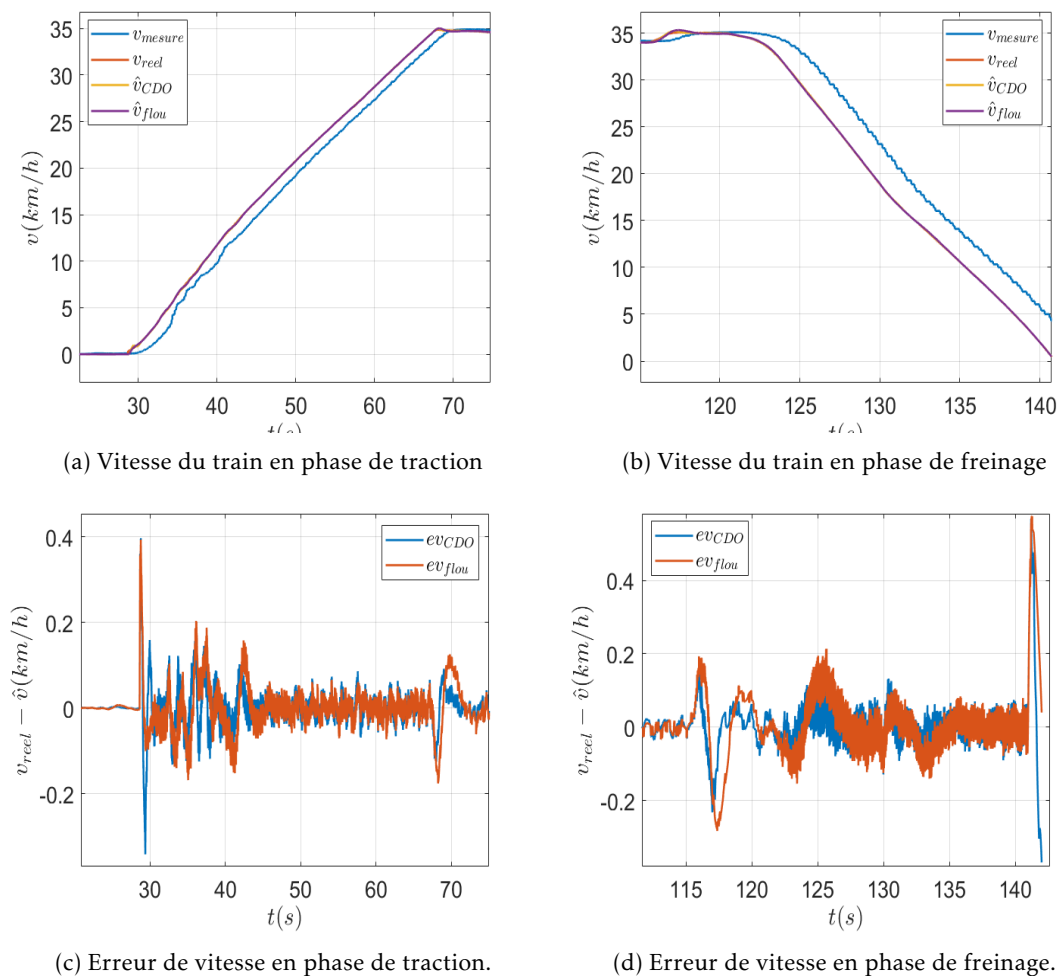 35
30
25
20
15
10
5
0
v(km/h)
v_mesure
v_reel
v̂_CDO
v̂_flou
30 40 50 60 70
t(s)
(a) Vitesse du train en phase de traction
35
30
25
20
15
10
5
0
v(km/h)
v_mesure
v_reel
v̂_CDO
v̂_flou
120 125 130 135 140
t(s)
(b) Vitesse du train en phase de freinage
0.4
0.2
0
-0.2
v_reel − v̂(km/h)
ev_CDO
ev_flou
30 40 50 60 70
t(s)
(c) Erreur de vitesse en phase de traction.
0.4
0.2
0
-0.2
v_reel − v̂(km/h)
ev_CDO
ev_flou
115 120 125 130 135 140
t(s)
(d) Erreur de vitesse en phase de freinage.